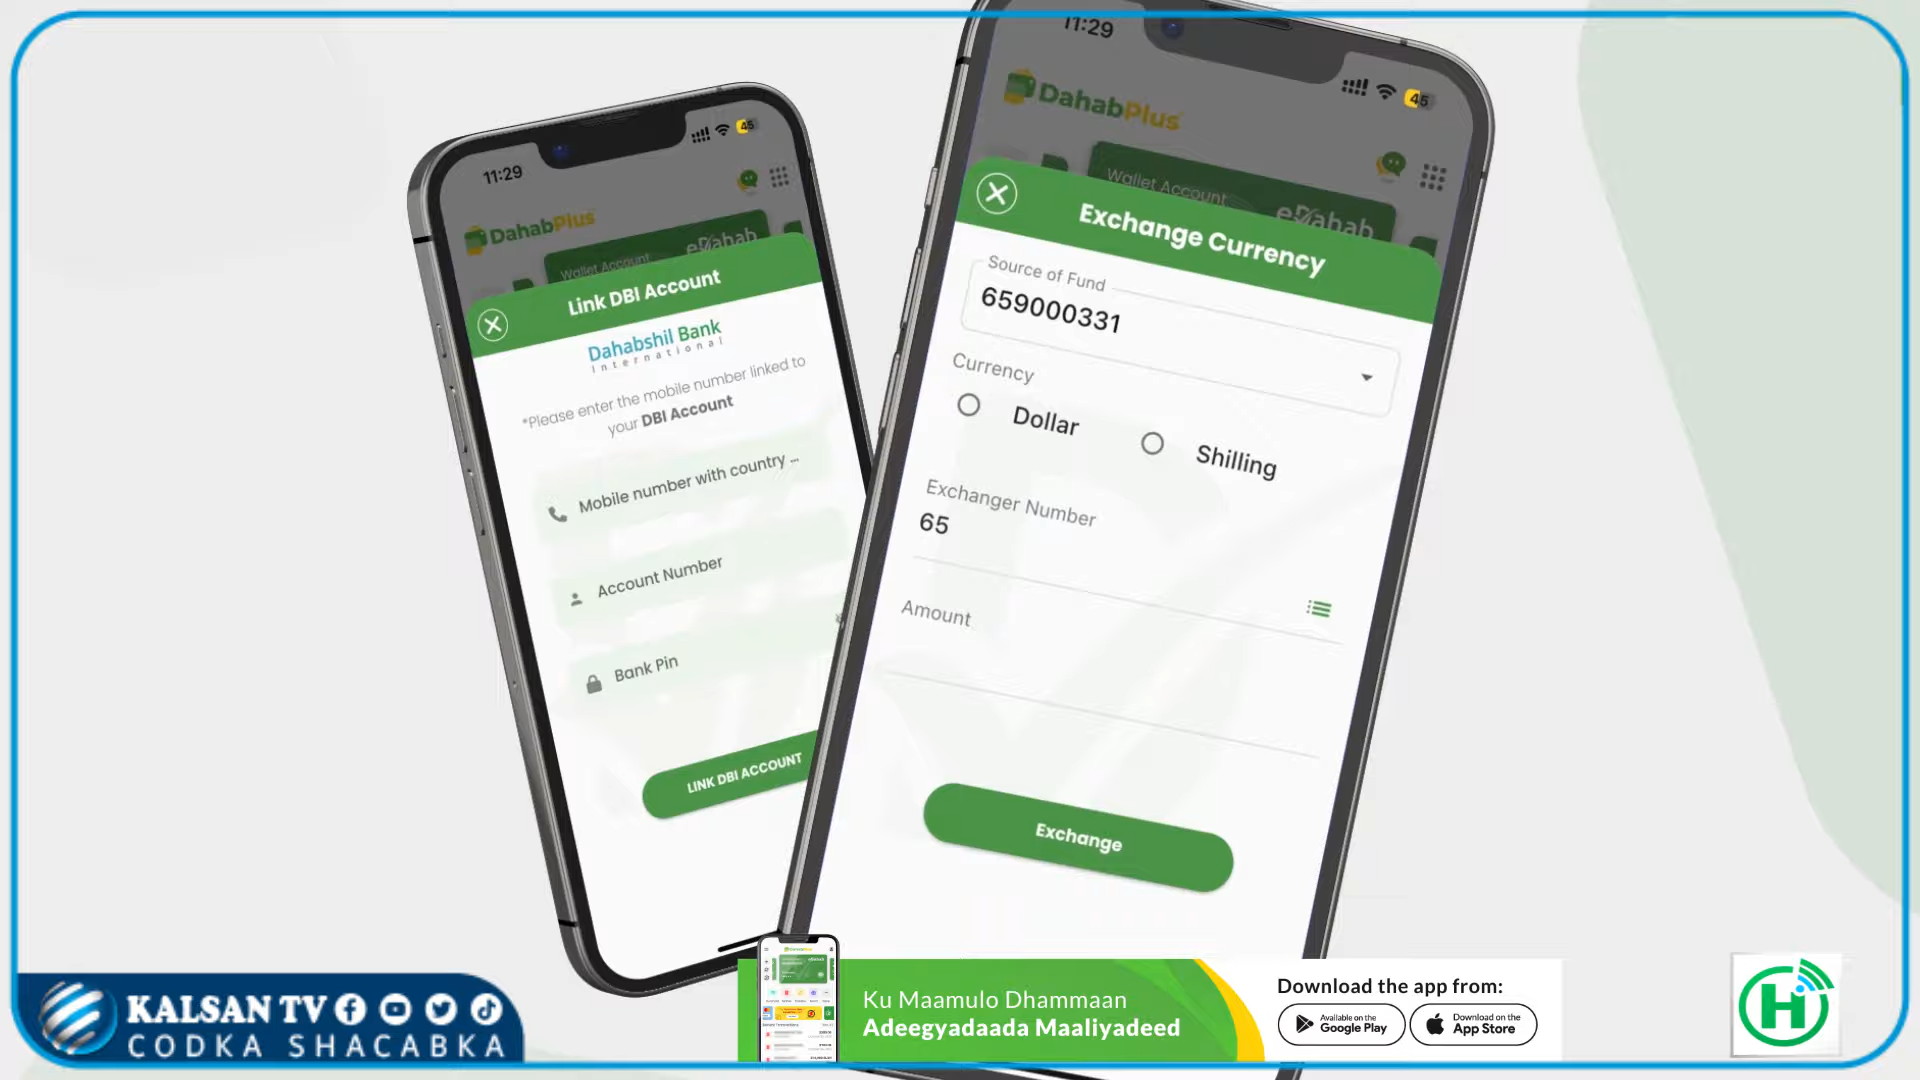 11:29
45
DahabPlus
Wallet Account
eDahab
Link DBI Account
Dahabshil Bank
International
*Please enter the mobile number linked to
your DBI Account
Mobile number with country ...
Account Number
Bank Pin
LINK DBI ACCOUNT
11:29
45
DahabPlus
Wallet Account
eDahab
Exchange Currency
Source of Fund
659000331
Currency
Dollar
Shilling
Exchanger Number
65
Amount
Exchange
KALSAN TV
CODKA SHACABKA
Ku Maamulo Dhammaan
Adeegyadaada Maaliyadeed
Download the app from:
Available on the
Google Play
Download on the
App Store
H